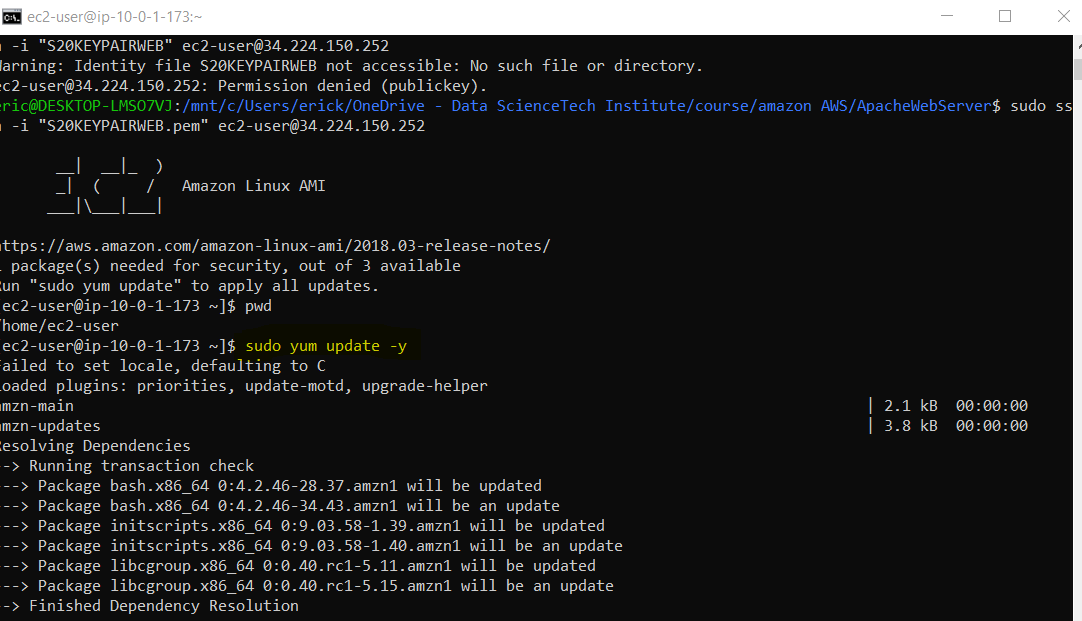 ec2-user@ip-10-0-1-173:~
-i "S20KEYPAIRWEB" ec2-user@34.224.150.252
arning: Identity file S20KEYPAIRWEB not accessible: No such file or directory.
ec2-user@34.224.150.252: Permission denied (publickey).
eric@DESKTOP-LMSO7VJ:/mnt/c/Users/erick/OneDrive - Data ScienceTech Institute/course/amazon AWS/ApacheWebServer$ sudo ss
-i "S20KEYPAIRWEB.pem" ec2-user@34.224.150.252
__|  __|_  )
_|  (     /   Amazon Linux AMI
___|\___|___|
ttps://aws.amazon.com/amazon-linux-ami/2018.03-release-notes/
package(s) needed for security, out of 3 available
Run "sudo yum update" to apply all updates.
ec2-user@ip-10-0-1-173 ~]$ pwd
/home/ec2-user
ec2-user@ip-10-0-1-173 ~]$ sudo yum update -y
Failed to set locale, defaulting to C
Loaded plugins: priorities, update-motd, upgrade-helper
amzn-main | 2.1 kB  00:00:00
amzn-updates | 3.8 kB  00:00:00
Resolving Dependencies
--> Running transaction check
---> Package bash.x86_64 0:4.2.46-28.37.amzn1 will be updated
---> Package bash.x86_64 0:4.2.46-34.43.amzn1 will be an update
---> Package initscripts.x86_64 0:9.03.58-1.39.amzn1 will be updated
---> Package initscripts.x86_64 0:9.03.58-1.40.amzn1 will be an update
---> Package libcgroup.x86_64 0:0.40.rc1-5.11.amzn1 will be updated
---> Package libcgroup.x86_64 0:0.40.rc1-5.15.amzn1 will be an update
--> Finished Dependency Resolution